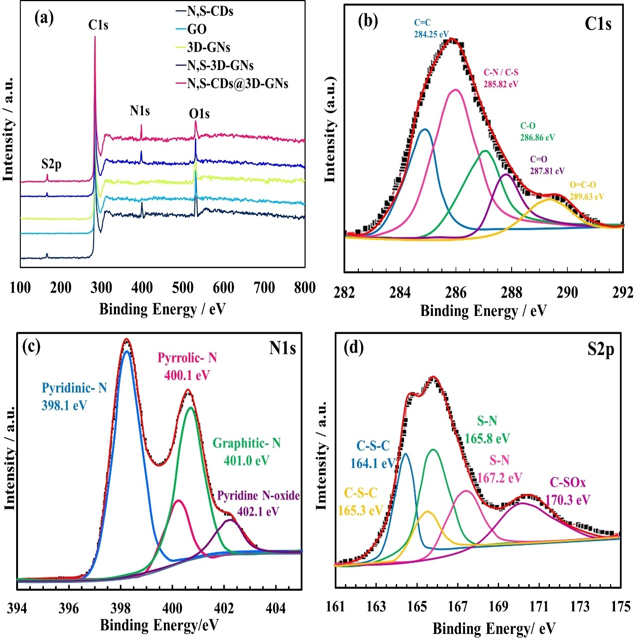 (a)
C1s
N,S-CDs
GO
3D-GNs
N,S-3D-GNs
N,S-CDs@3D-GNs
N1s
O1s
S2p
Intensity / a.u.
100 200 300 400 500 600 700 800
Binding Energy / eV
(b)
C1s
C=C
284.25 eV
C-N / C-S
285.82 eV
C-O
286.86 eV
C=O
287.81 eV
O=C-O
289.63 eV
Intensity (a.u.)
282 284 286 288 290 292
Binding Energy / eV
(c)
N1s
Pyridinic- N
398.1 eV
Pyrrolic- N
400.1 eV
Graphitic- N
401.0 eV
Pyridine N-oxide
402.1 eV
Intensity / a.u.
394 396 398 400 402 404
Binding Energy/eV
(d)
S2p
C-S-C
164.1 eV
C-S-C
165.3 eV
S-N
165.8 eV
S-N
167.2 eV
C-SOx
170.3 eV
Imtensity / a.u.
161 163 165 167 169 171 173 175
Binding Energy/ eV